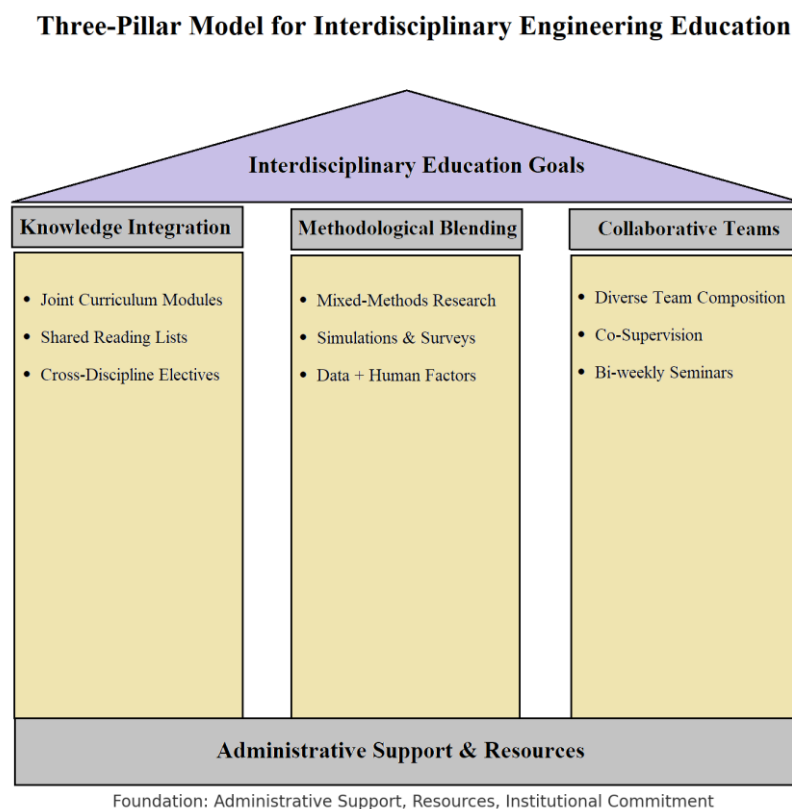 Three-Pillar Model for Interdisciplinary Engineering Education
Interdisciplinary Education Goals
Knowledge Integration
• Joint Curriculum Modules
• Shared Reading Lists
• Cross-Discipline Electives
Methodological Blending
• Mixed-Methods Research
• Simulations & Surveys
• Data + Human Factors
Collaborative Teams
• Diverse Team Composition
• Co-Supervision
• Bi-weekly Seminars
Administrative Support & Resources
Foundation: Administrative Support, Resources, Institutional Commitment